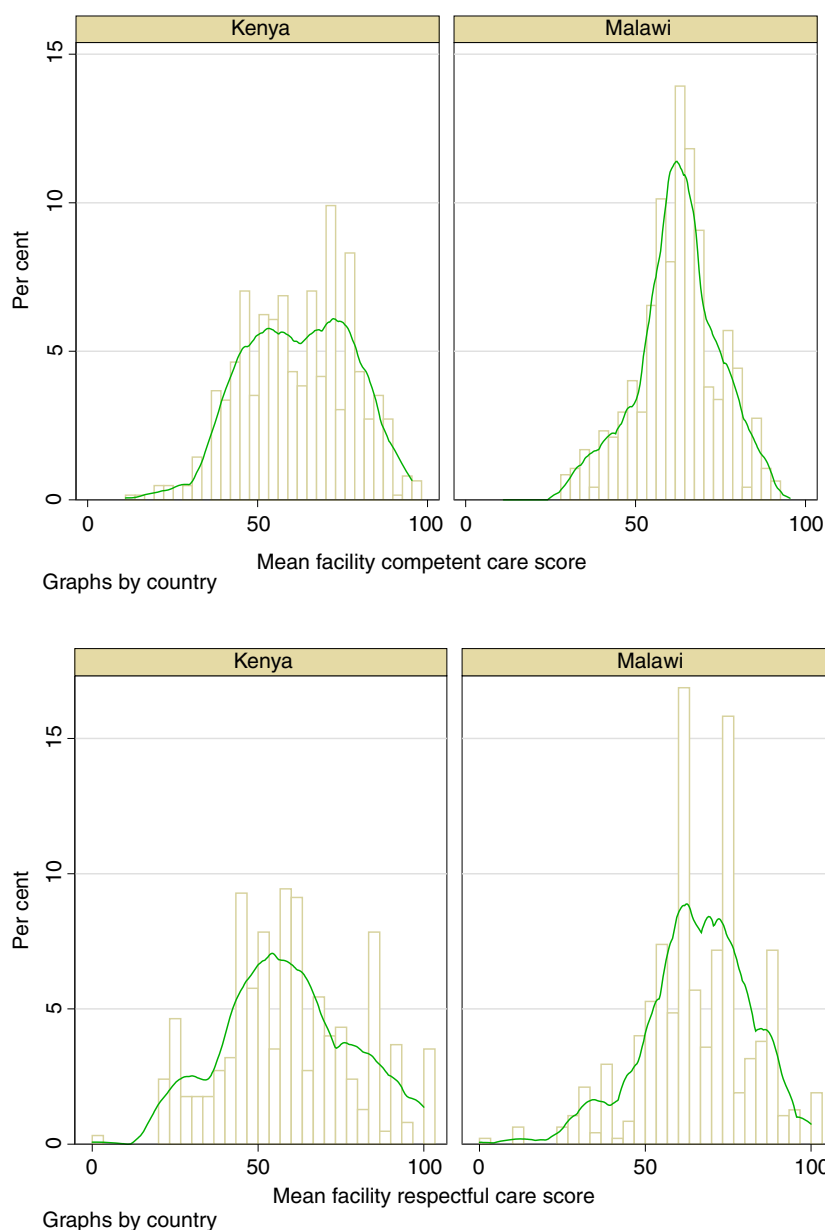 Kenya
Malawi
15
10
5
0
Per cent
0 50 100
0 50 100
Mean facility competent care score
Graphs by country
Kenya
Malawi
15
10
5
0
Per cent
0 50 100
0 50 100
Mean facility respectful care score
Graphs by country